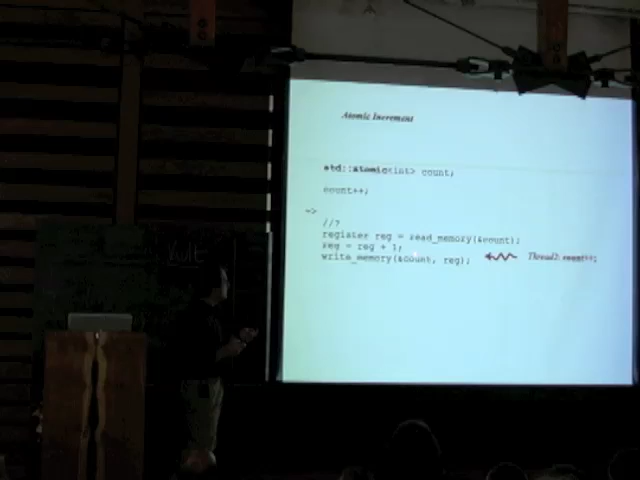 Atomic Increment
std::atomic<int> count;
count++;
=>
//?
register reg = read_memory(&count);
reg = reg + 1;
write_memory(&count, reg);
Thread2: count++;